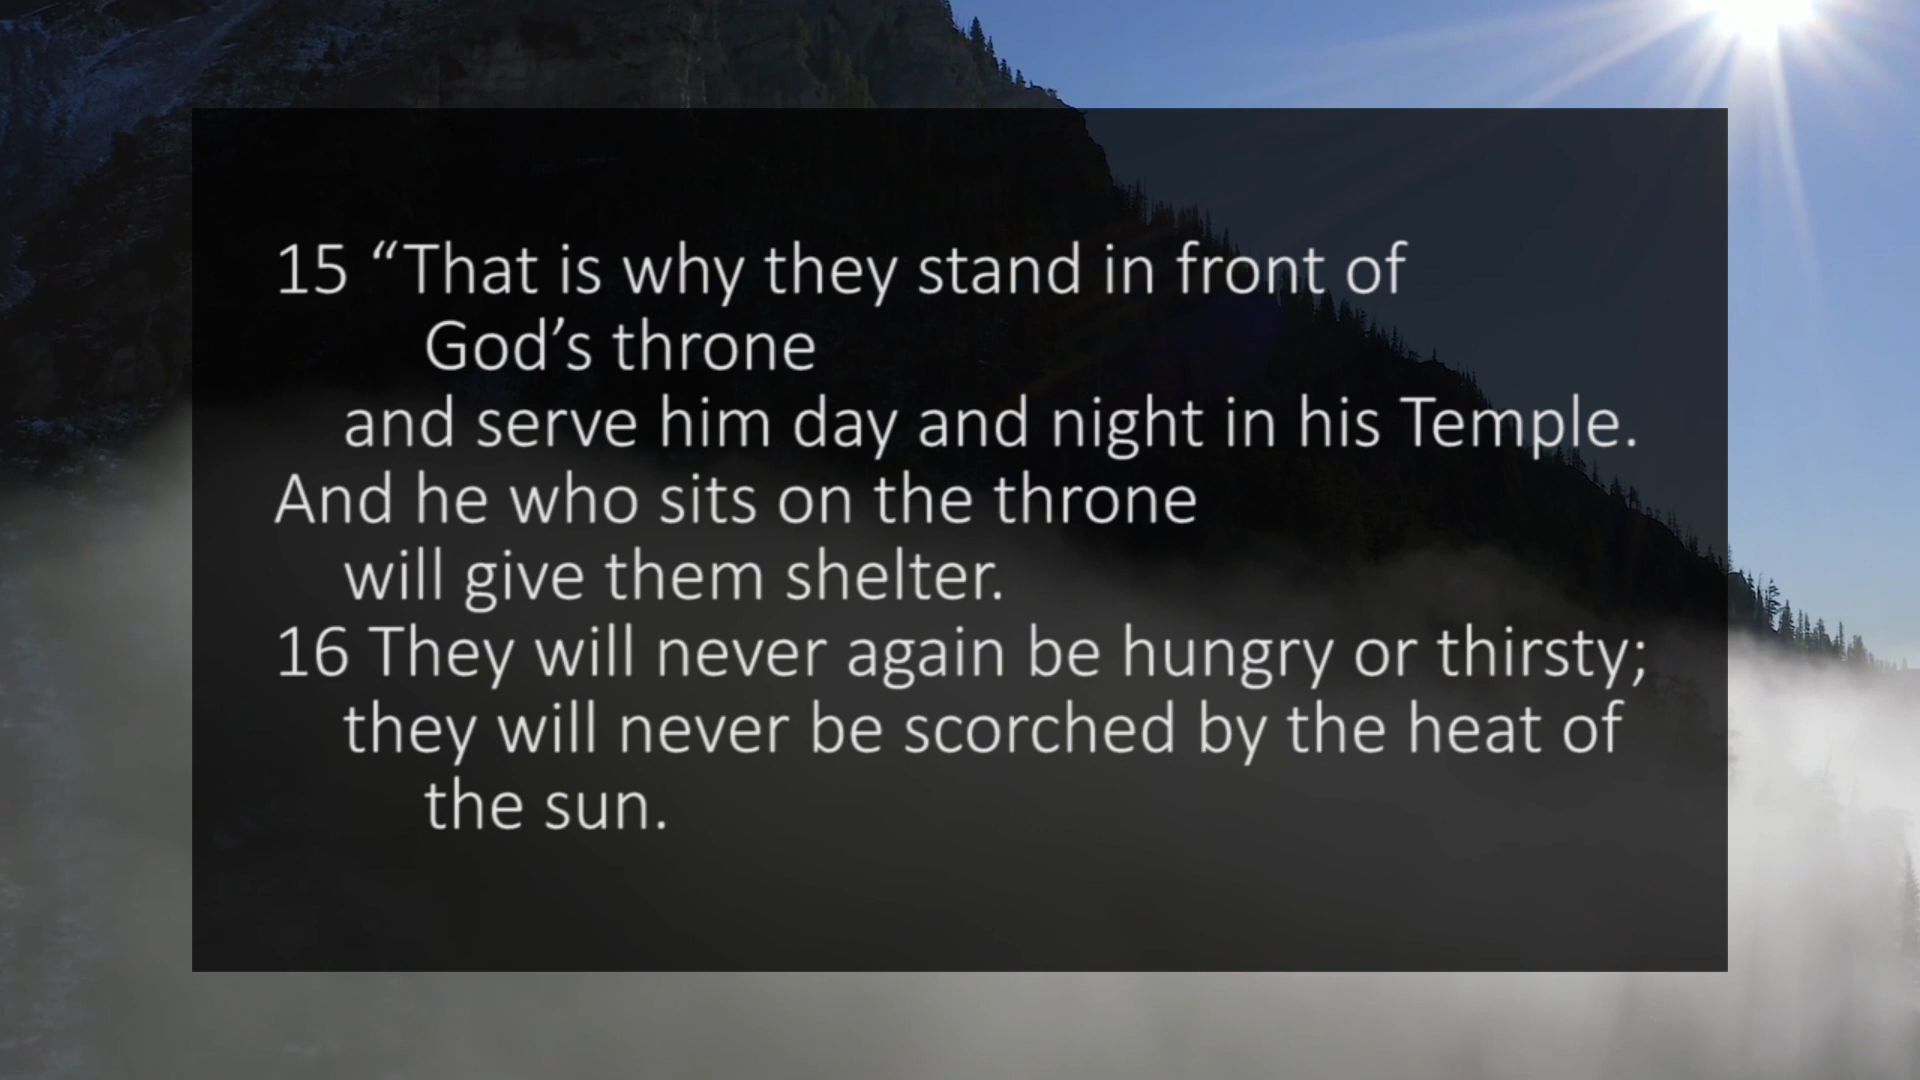 15 “That is why they stand in front of
God’s throne
and serve him day and night in his Temple.
And he who sits on the throne
will give them shelter.
16 They will never again be hungry or thirsty;
they will never be scorched by the heat of
the sun.